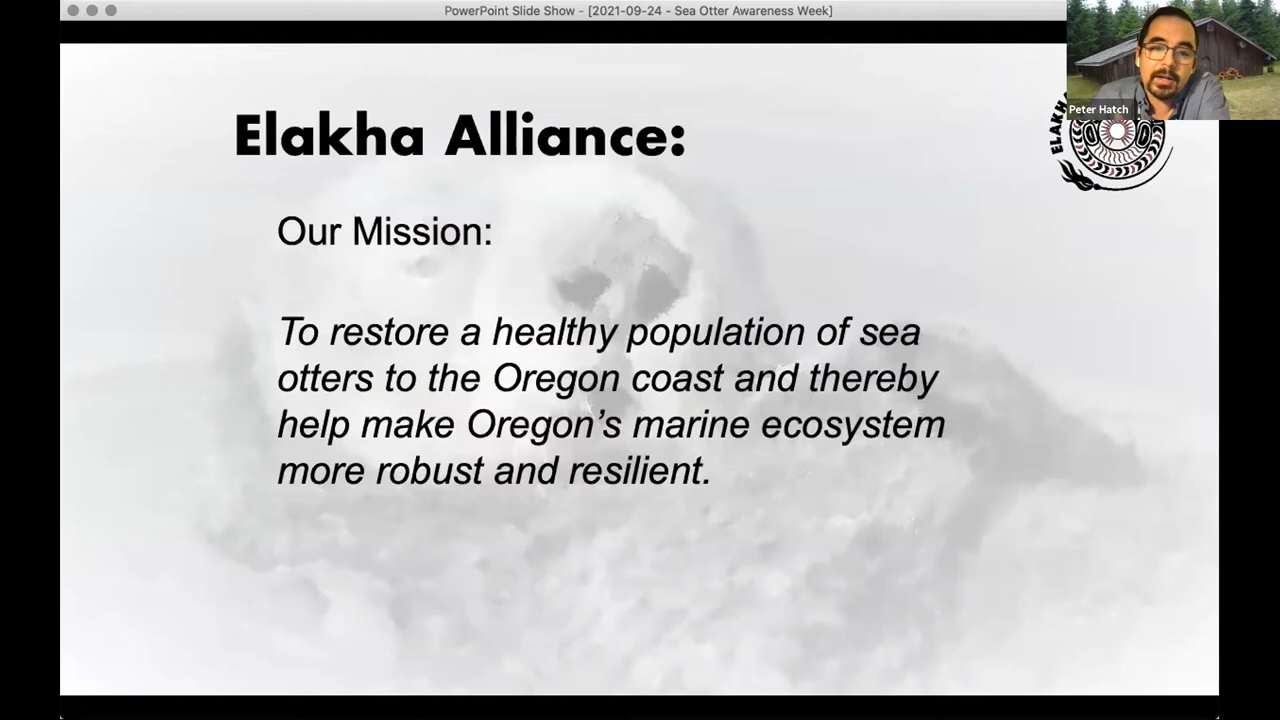 PowerPoint Slide Show - [2021-09-24 - Sea Otter Awareness Week]
Peter Hatch
Elakha Alliance:
Our Mission:
To restore a healthy population of sea
otters to the Oregon coast and thereby
help make Oregon’s marine ecosystem
more robust and resilient.